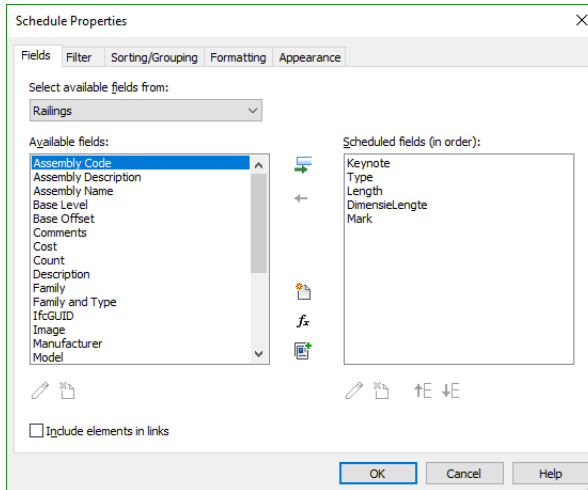 Schedule Properties
Fields Filter Sorting/Grouping Formatting Appearance
Select available fields from:
Railings
Available fields:
Assembly Code
Assembly Description
Assembly Name
Base Level
Base Offset
Comments
Cost
Count
Description
Family
Family and Type
IfcGUID
Image
Manufacturer
Model
fx
Scheduled fields (in order):
Keynote
Type
Length
DimensieLengte
Mark
Include elements in links
OK Cancel Help